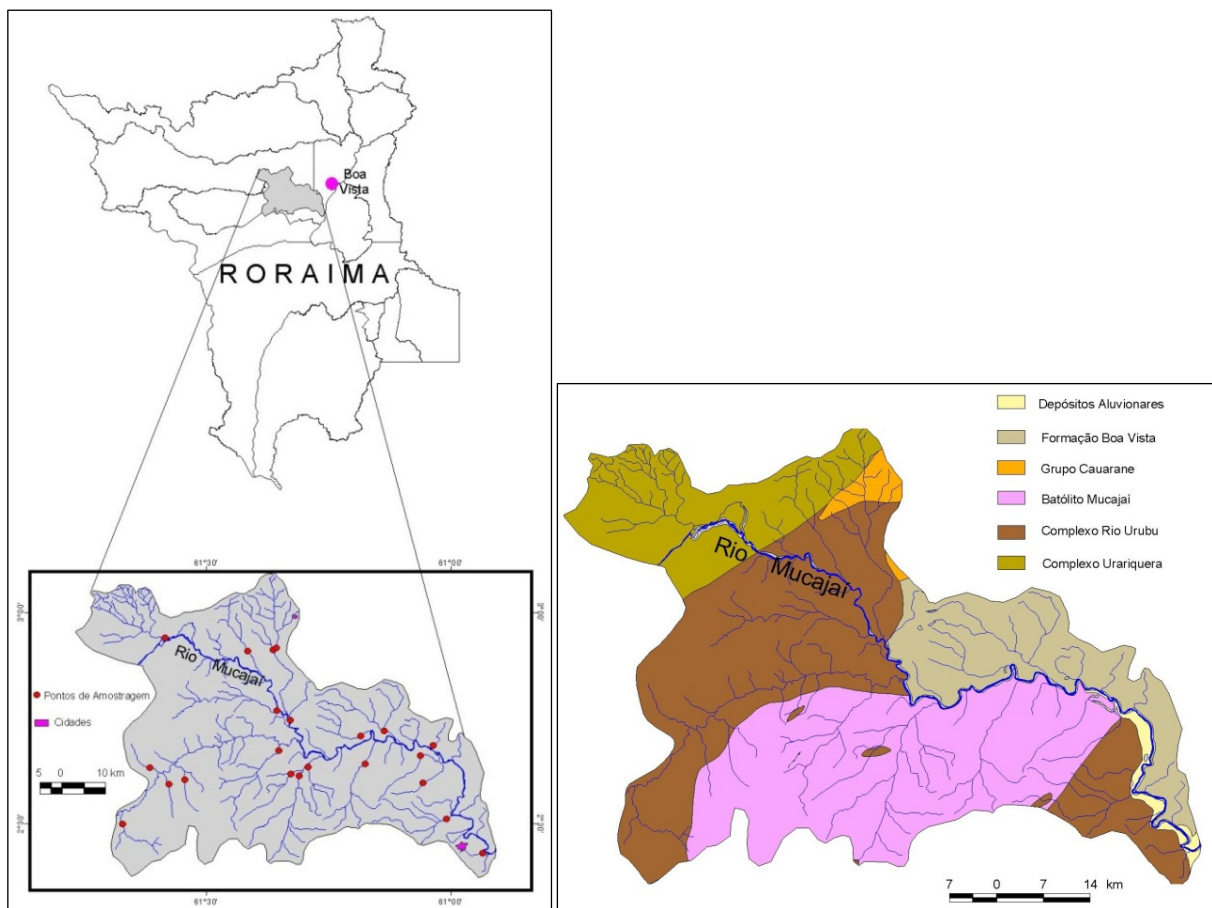 Boa
Vista
RORAIMA
61°30'
61°00'
3°00'
3°00'
Rio Mucajaí
Pontos de Amostragem
Cidades
5 0 10 km
2°30'
2°30'
61°30'
61°00'
Depósitos Aluvionares
Formação Boa Vista
Grupo Cauarane
Batólito Mucajaí
Complexo Rio Urubu
Complexo Urariquera
Rio Mucajaí
7 0 7 14 km